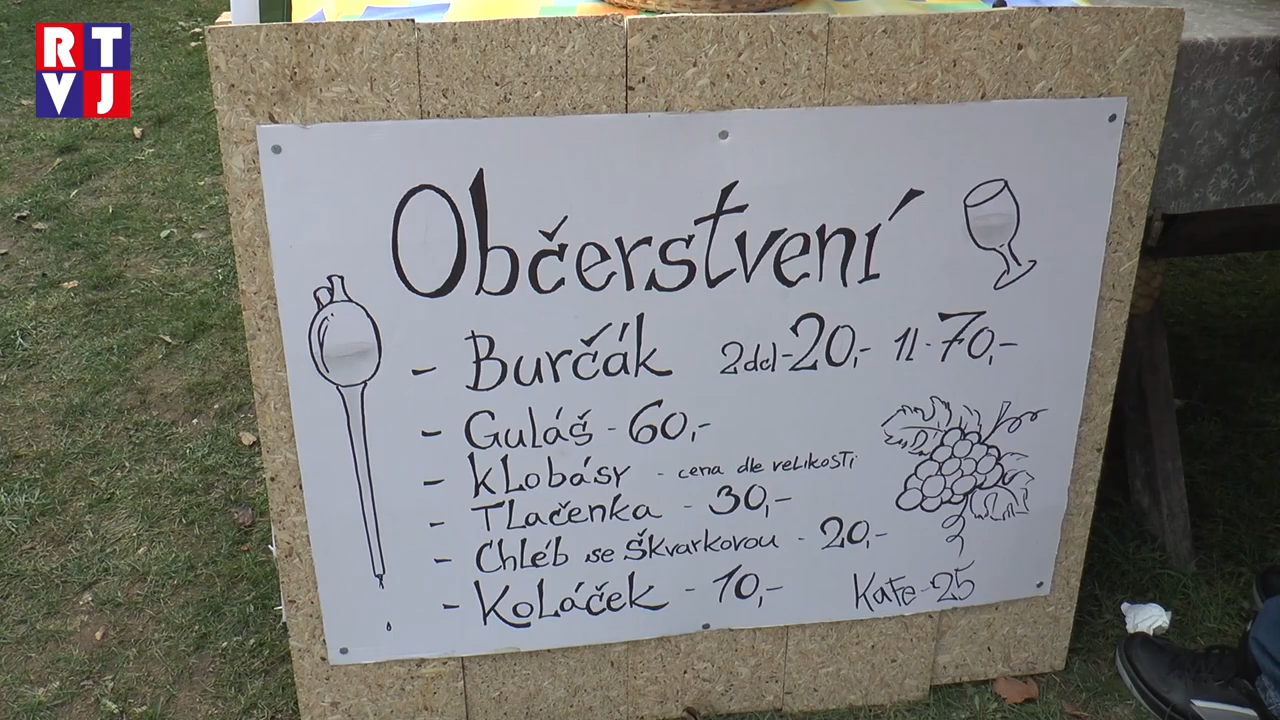 RTVJ
Občerstvení
- Burčák 2dcl-20,- 1l-70,-
- Guláš - 60,-
- Klobásy - cena dle velikosti
- Tlačenka - 30,-
- Chléb se Škvarkovou - 20,-
- Koláček - 10,- Kafe-25